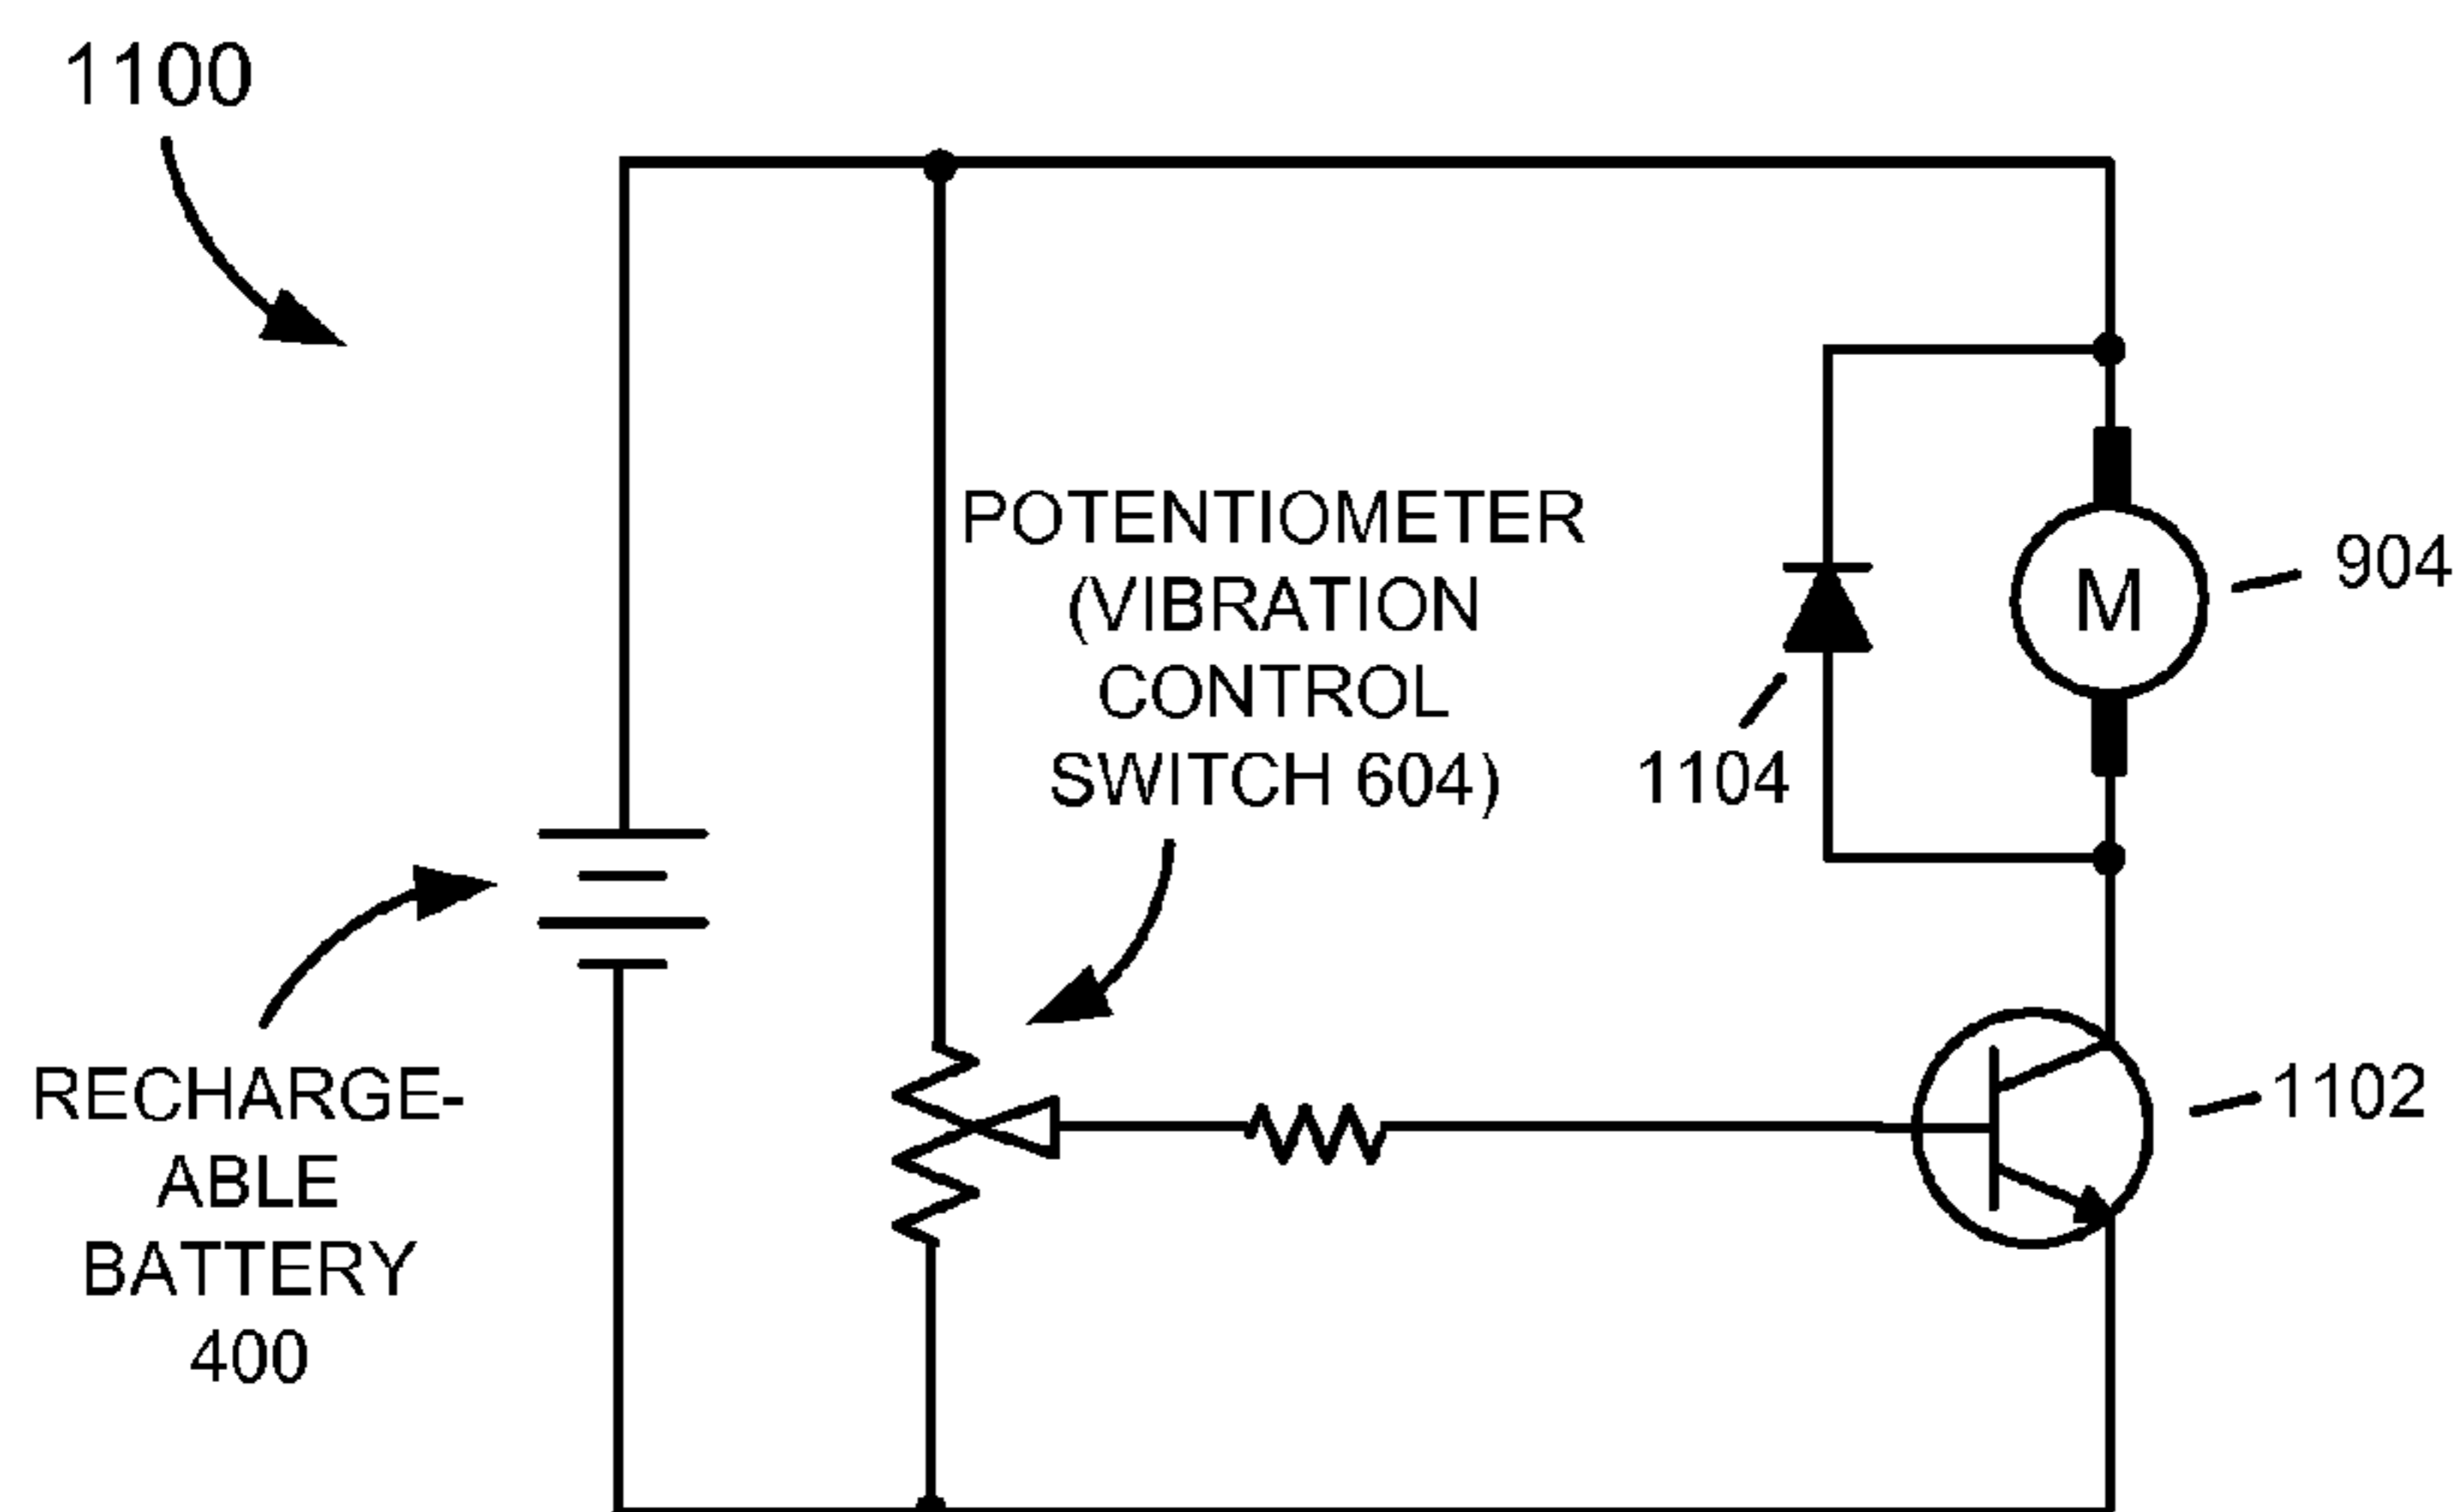 1100
POTENTIOMETER
(VIBRATION
CONTROL
SWITCH 604)
904
M
1104
RECHARGE-
ABLE
BATTERY
400
1102